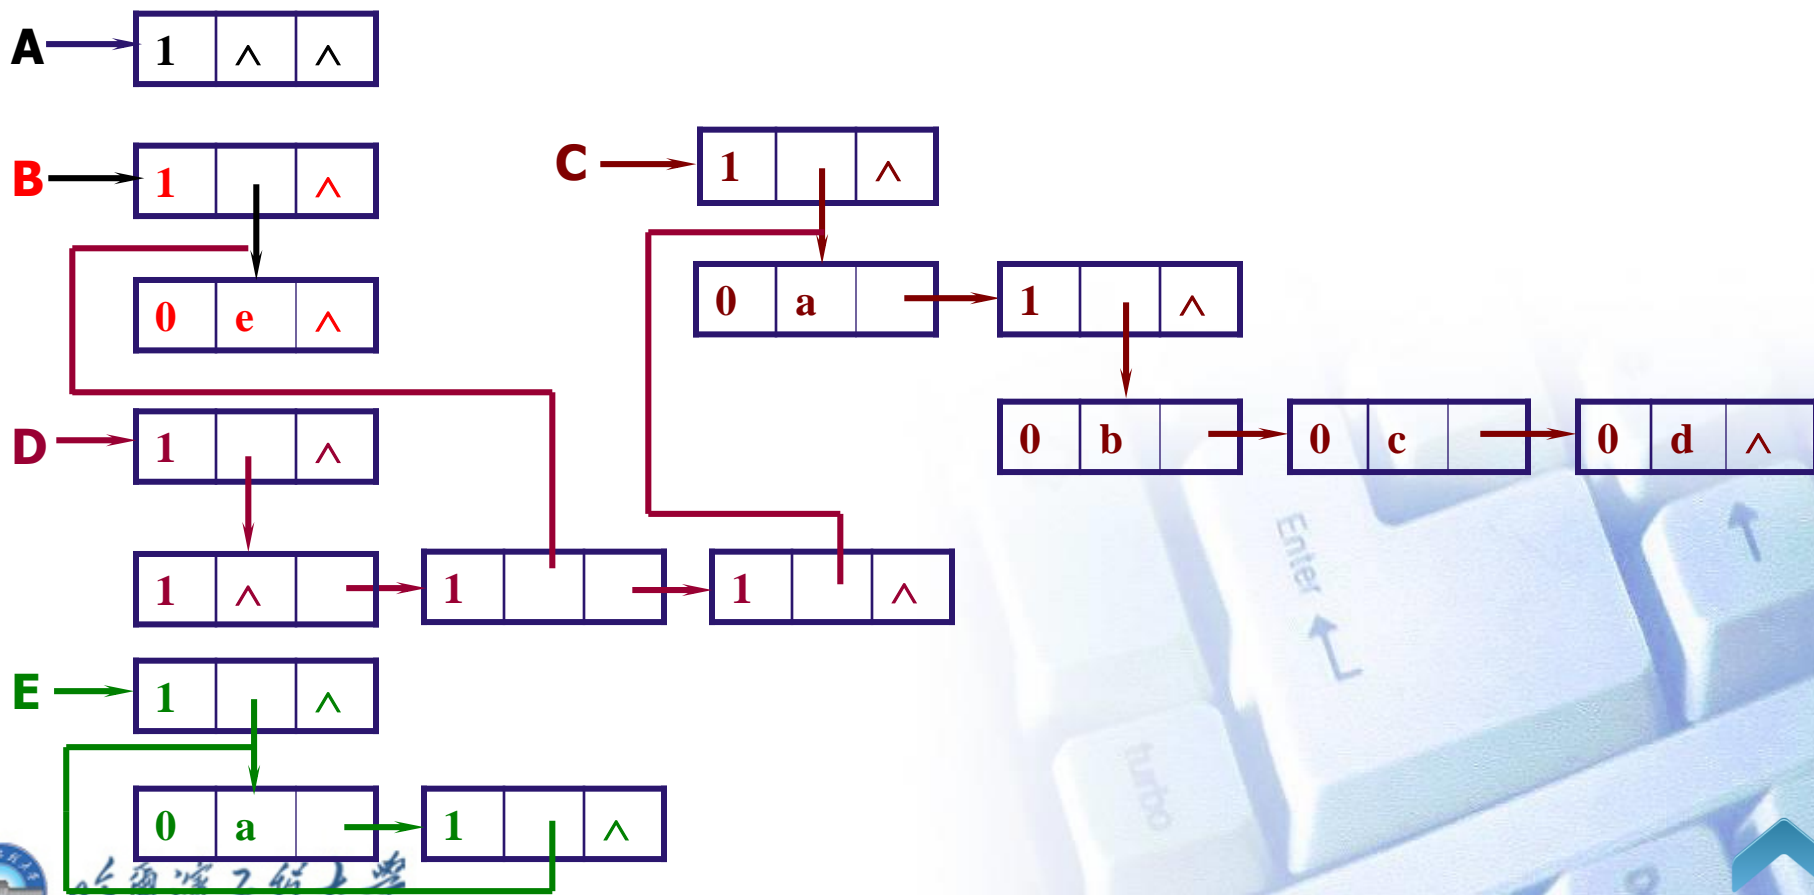 A 1 ∧ ∧
B 1 ∧
C 1 ∧
0 e ∧
0 a 1 ∧
D 1 ∧
0 b 0 c 0 d ∧
1 ∧ 1 1 ∧
E 1 ∧
0 a 1 ∧
Enter
turbo